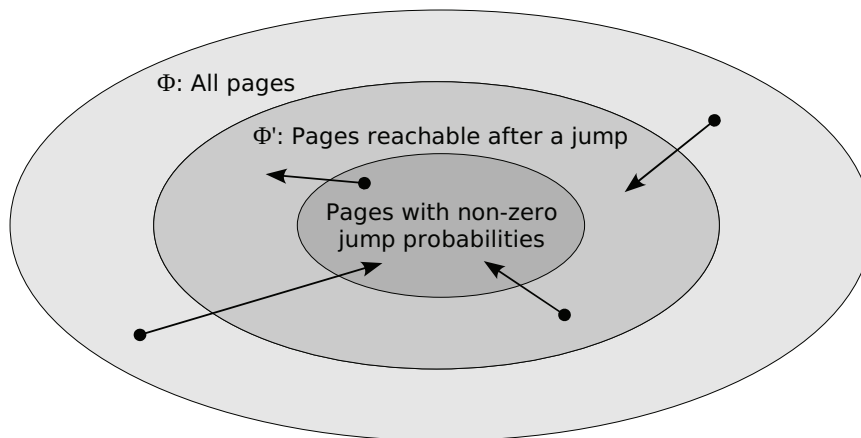 Φ: All pages
Φ': Pages reachable after a jump
Pages with non-zero
jump probabilities